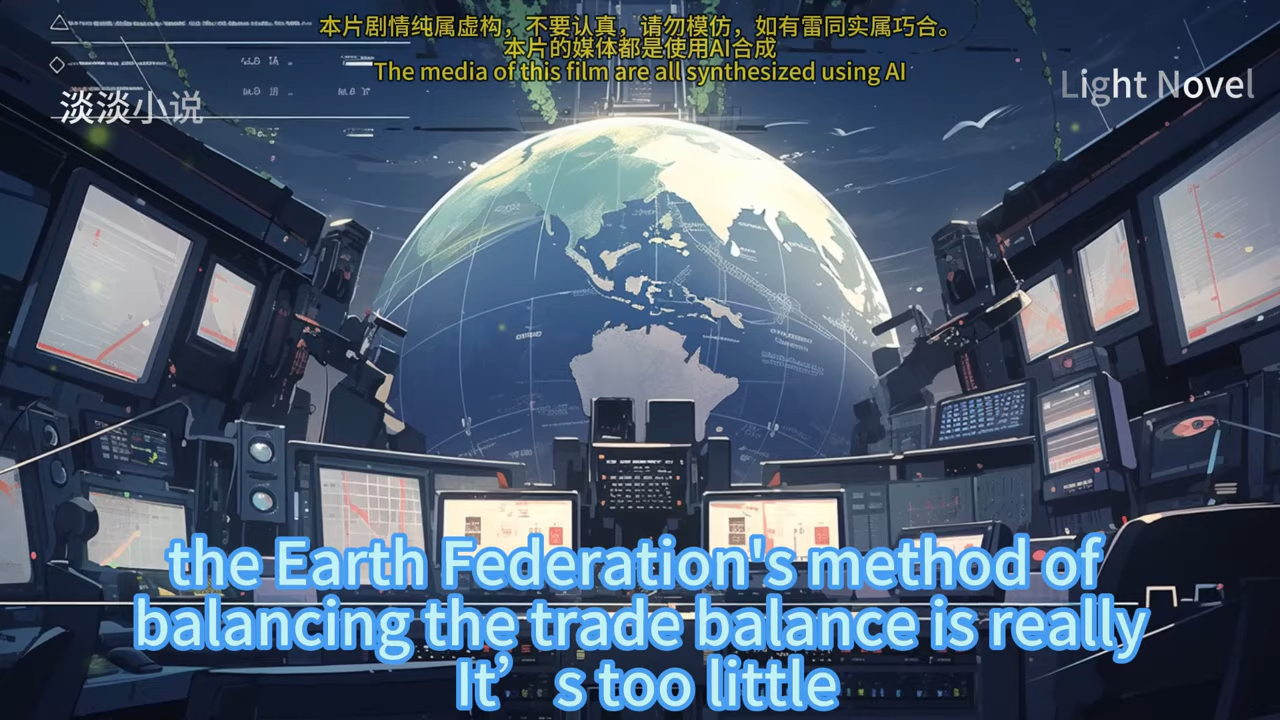 本片剧情纯属虚构，不要认真，请勿模仿，如有雷同实属巧合。
本片的媒体都是使用AI合成
The media of this film are all synthesized using AI
淡淡小说
Light Novel
the Earth Federation's method of
balancing the trade balance is really
It’ s too little